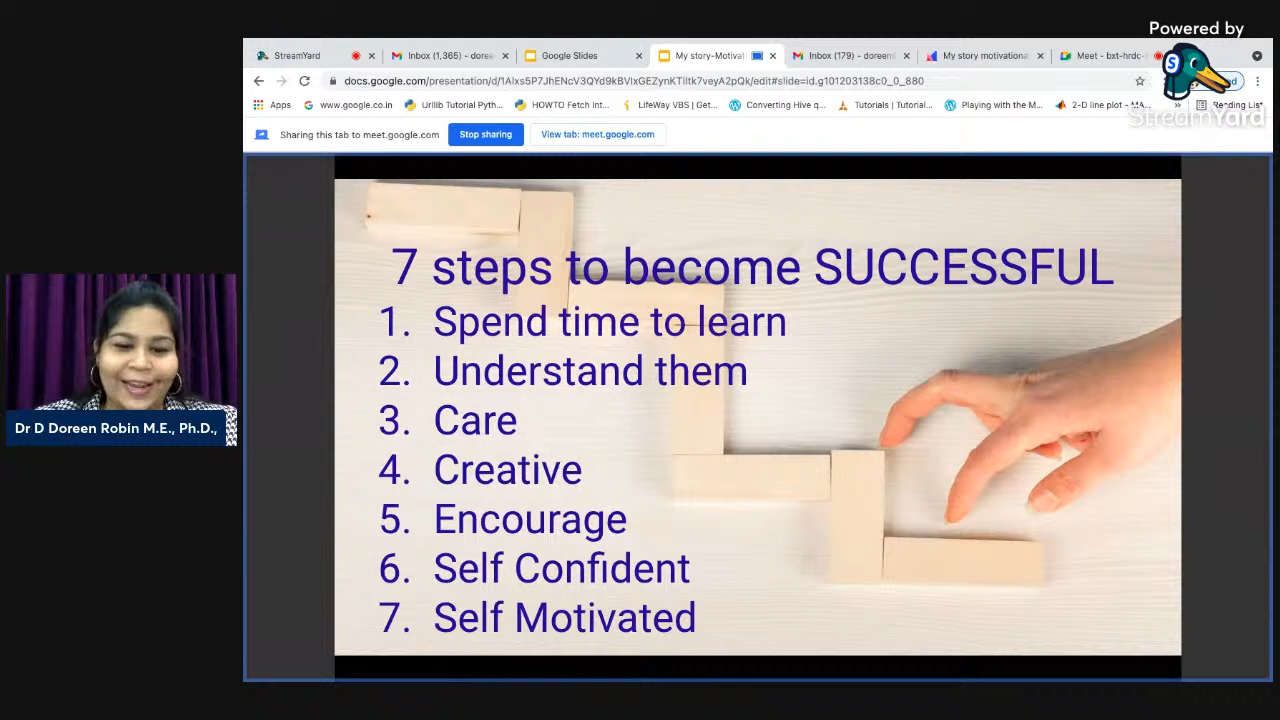 Powered by
StreamYard
StreamYard
Inbox (1,365) - doree
Google Slides
My story-Motivat
Inbox (179) - doreen
My story motivationa
Meet - bxt-hrdc-
docs.google.com/presentation/d/1Alxs5P7JhENcV3QYd9kBVlxGEZynKTlItk7veyA2pQk/edit#slide=id.g101203138c0_0_880
Apps
www.google.co.in
Urllib Tutorial Pyth...
HOWTO Fetch Int...
LifeWay VBS | Get...
Converting Hive q...
Tutorials | Tutorial...
Playing with the M...
2-D line plot - MA...
»
Reading List
Sharing this tab to meet.google.com
Stop sharing
View tab: meet.google.com
7 steps to become SUCCESSFUL
1. Spend time to learn
2. Understand them
3. Care
4. Creative
5. Encourage
6. Self Confident
7. Self Motivated
Dr D Doreen Robin M.E., Ph.D.,